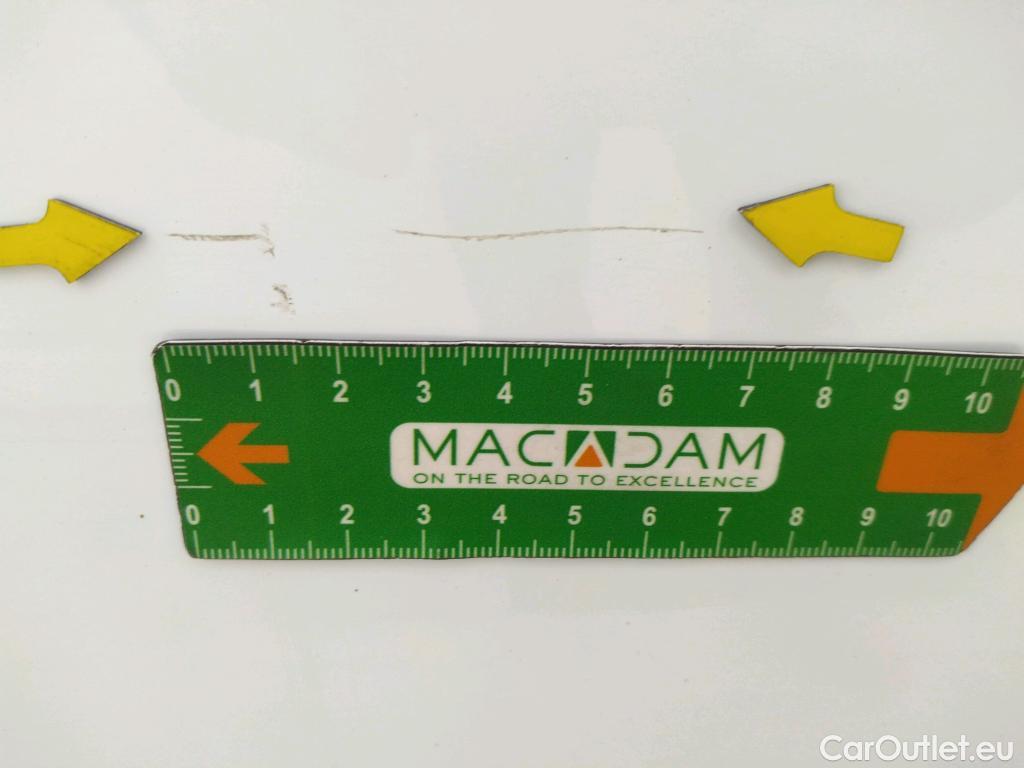 0 1 2 3 4 5 6 7 8 9 10
MACADAM
ON THE ROAD TO EXCELLENCE
0 1 2 3 4 5 6 7 8 9 10
CarOutlet.eu